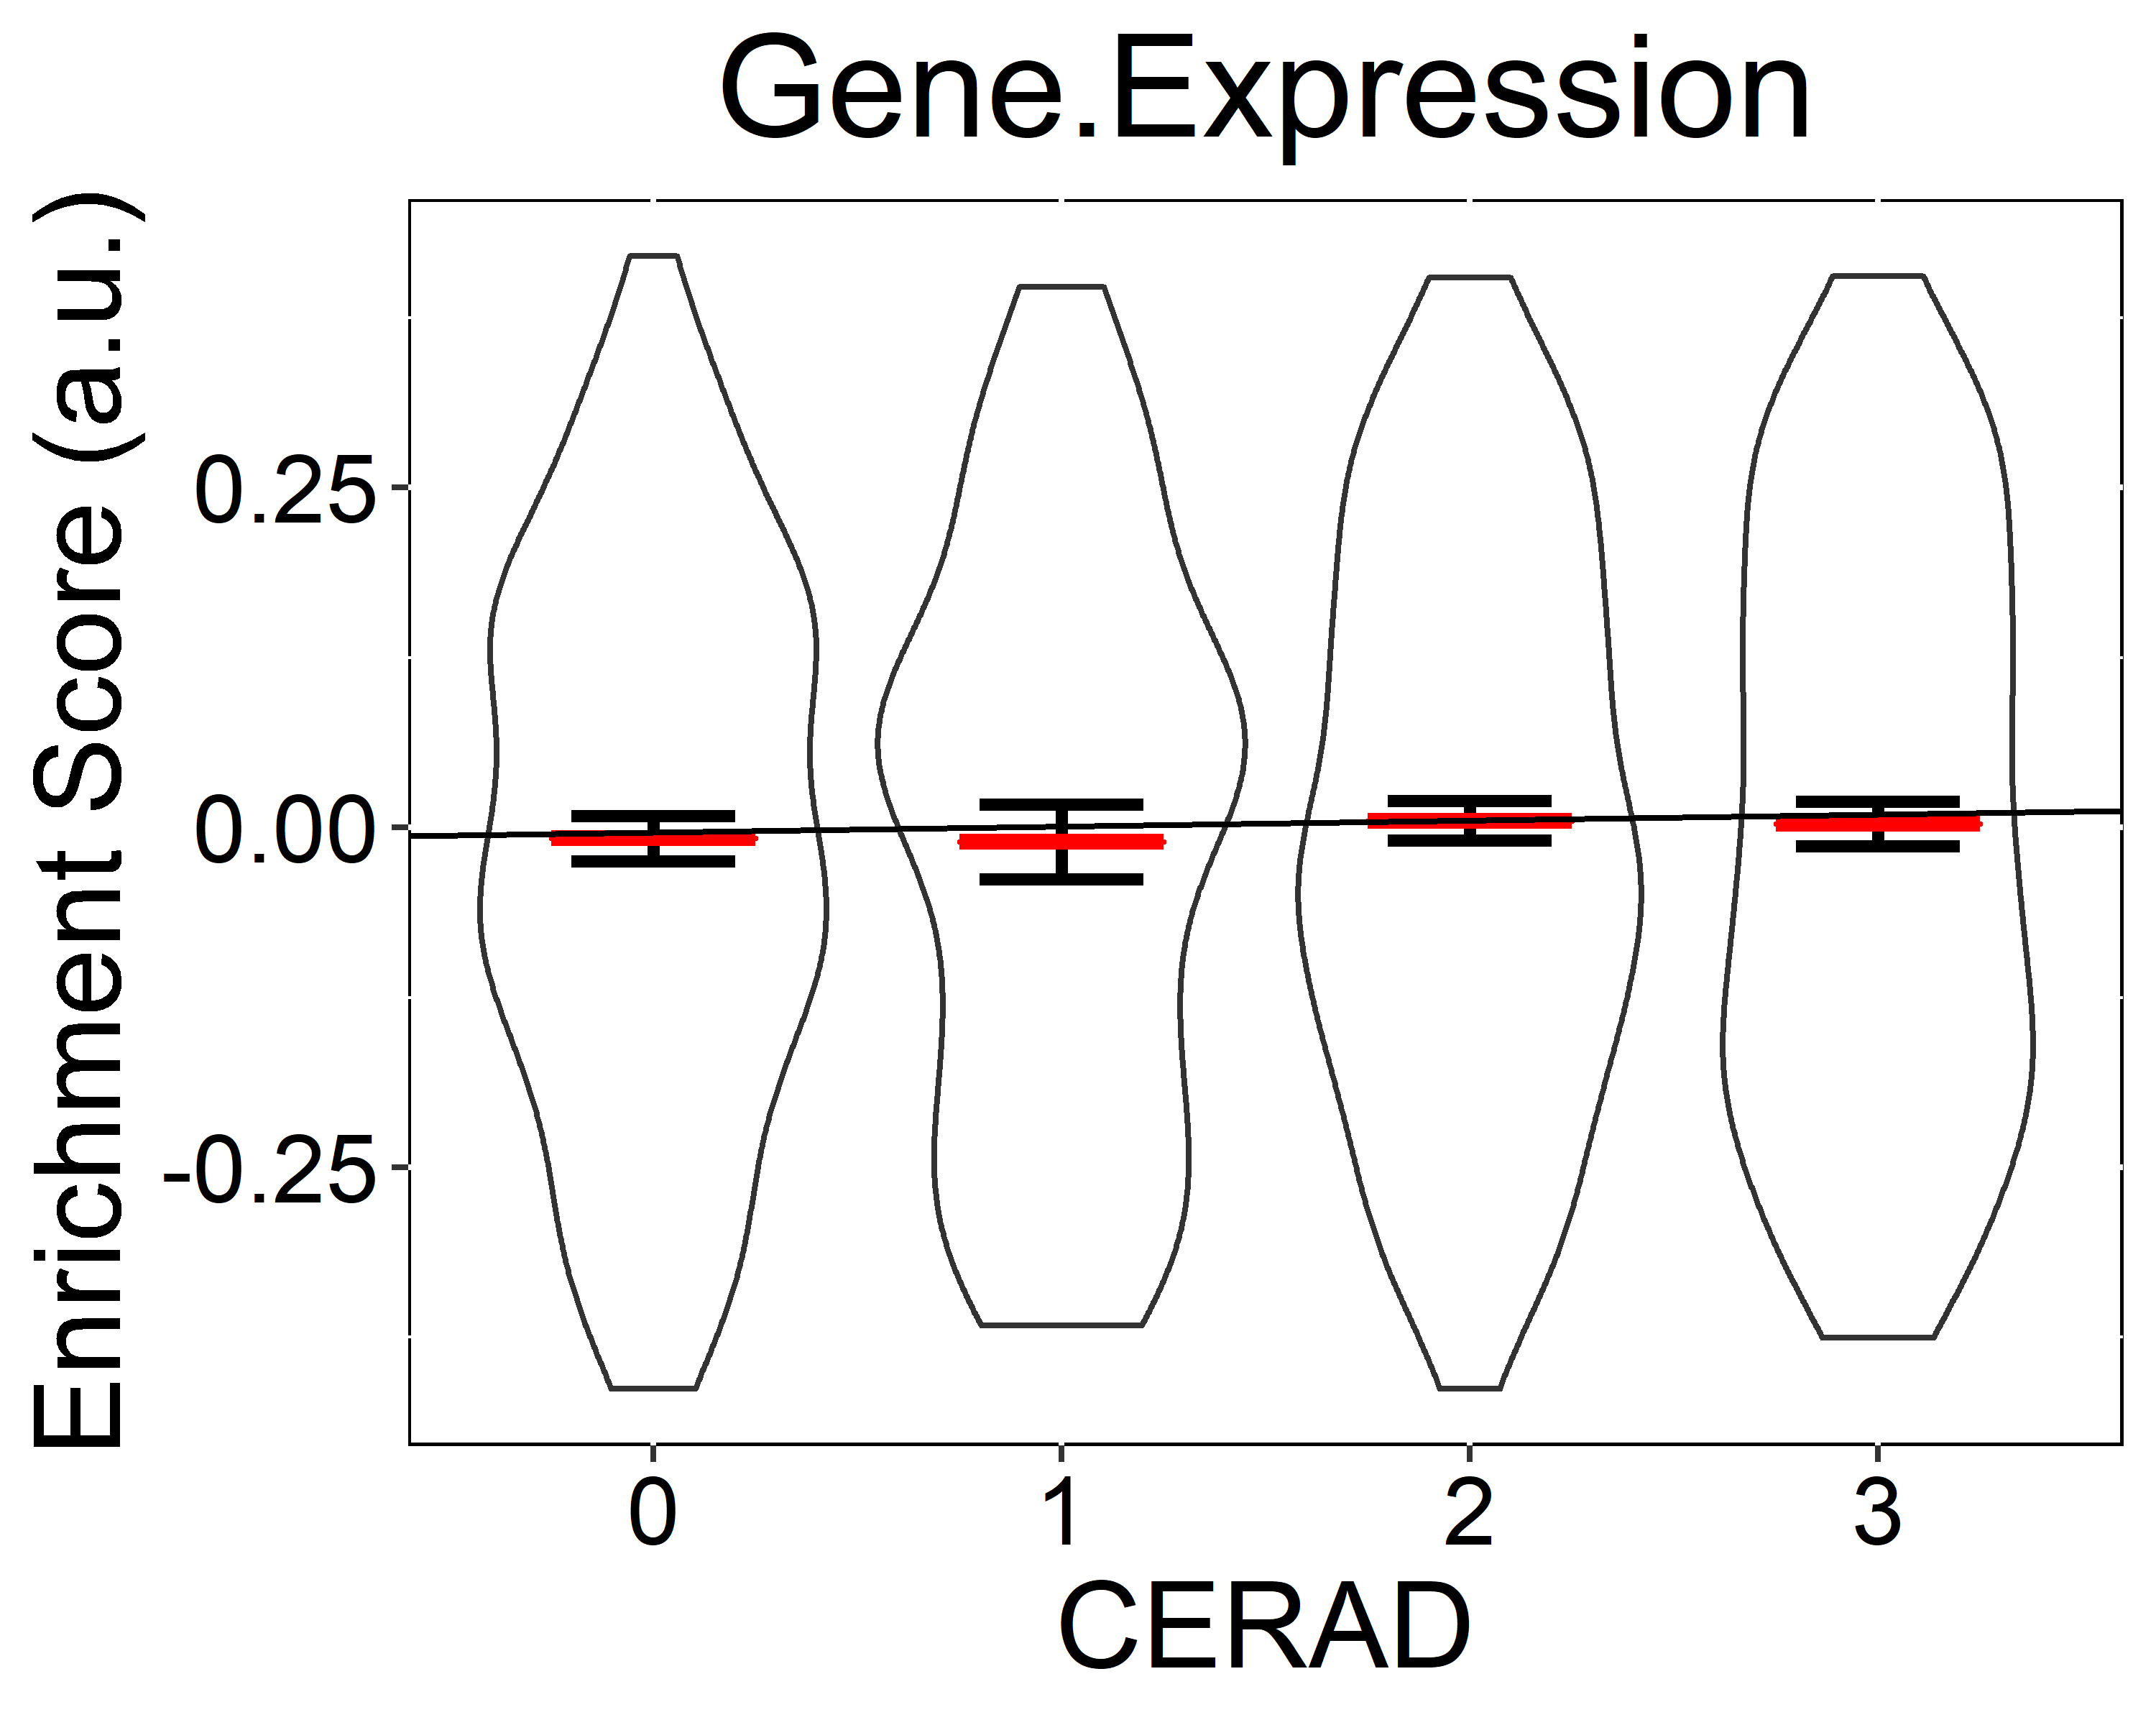 Gene.Expression
Enrichment Score (a.u.)
0.25
0.00
-0.25
0 1 2 3
CERAD